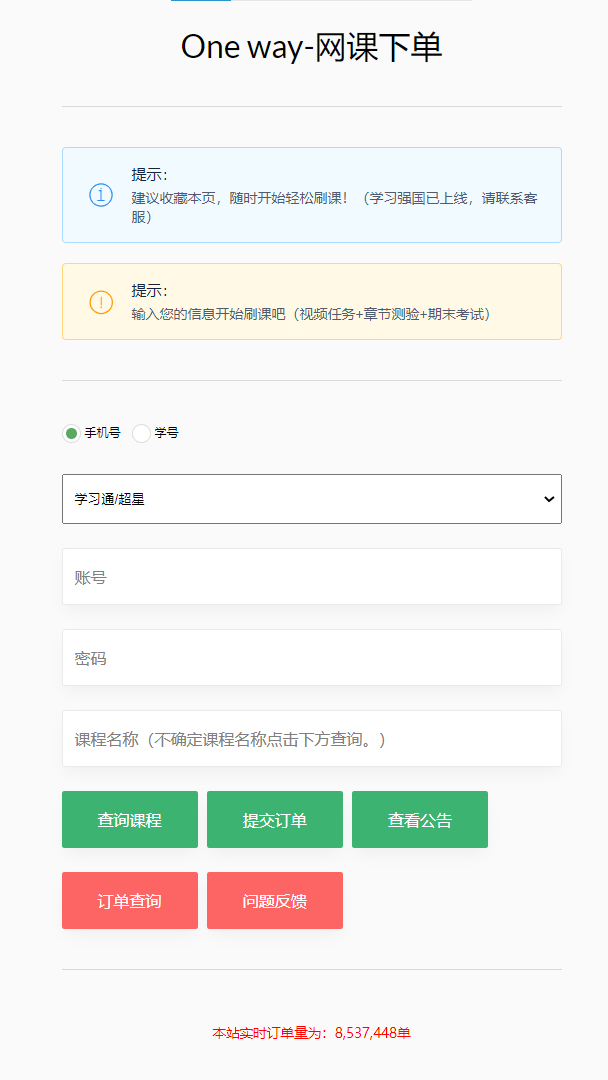 One way-网课下单
提示：
建议收藏本页，随时开始轻松刷课！（学习强国已上线，请联系客
服）
提示：
输入您的信息开始刷课吧（视频任务+章节测验+期末考试）
手机号 学号
学习通/超星
账号
密码
课程名称（不确定课程名称点击下方查询。）
查询课程 提交订单 查看公告
订单查询 问题反馈
本站实时订单量为：8,537,448单